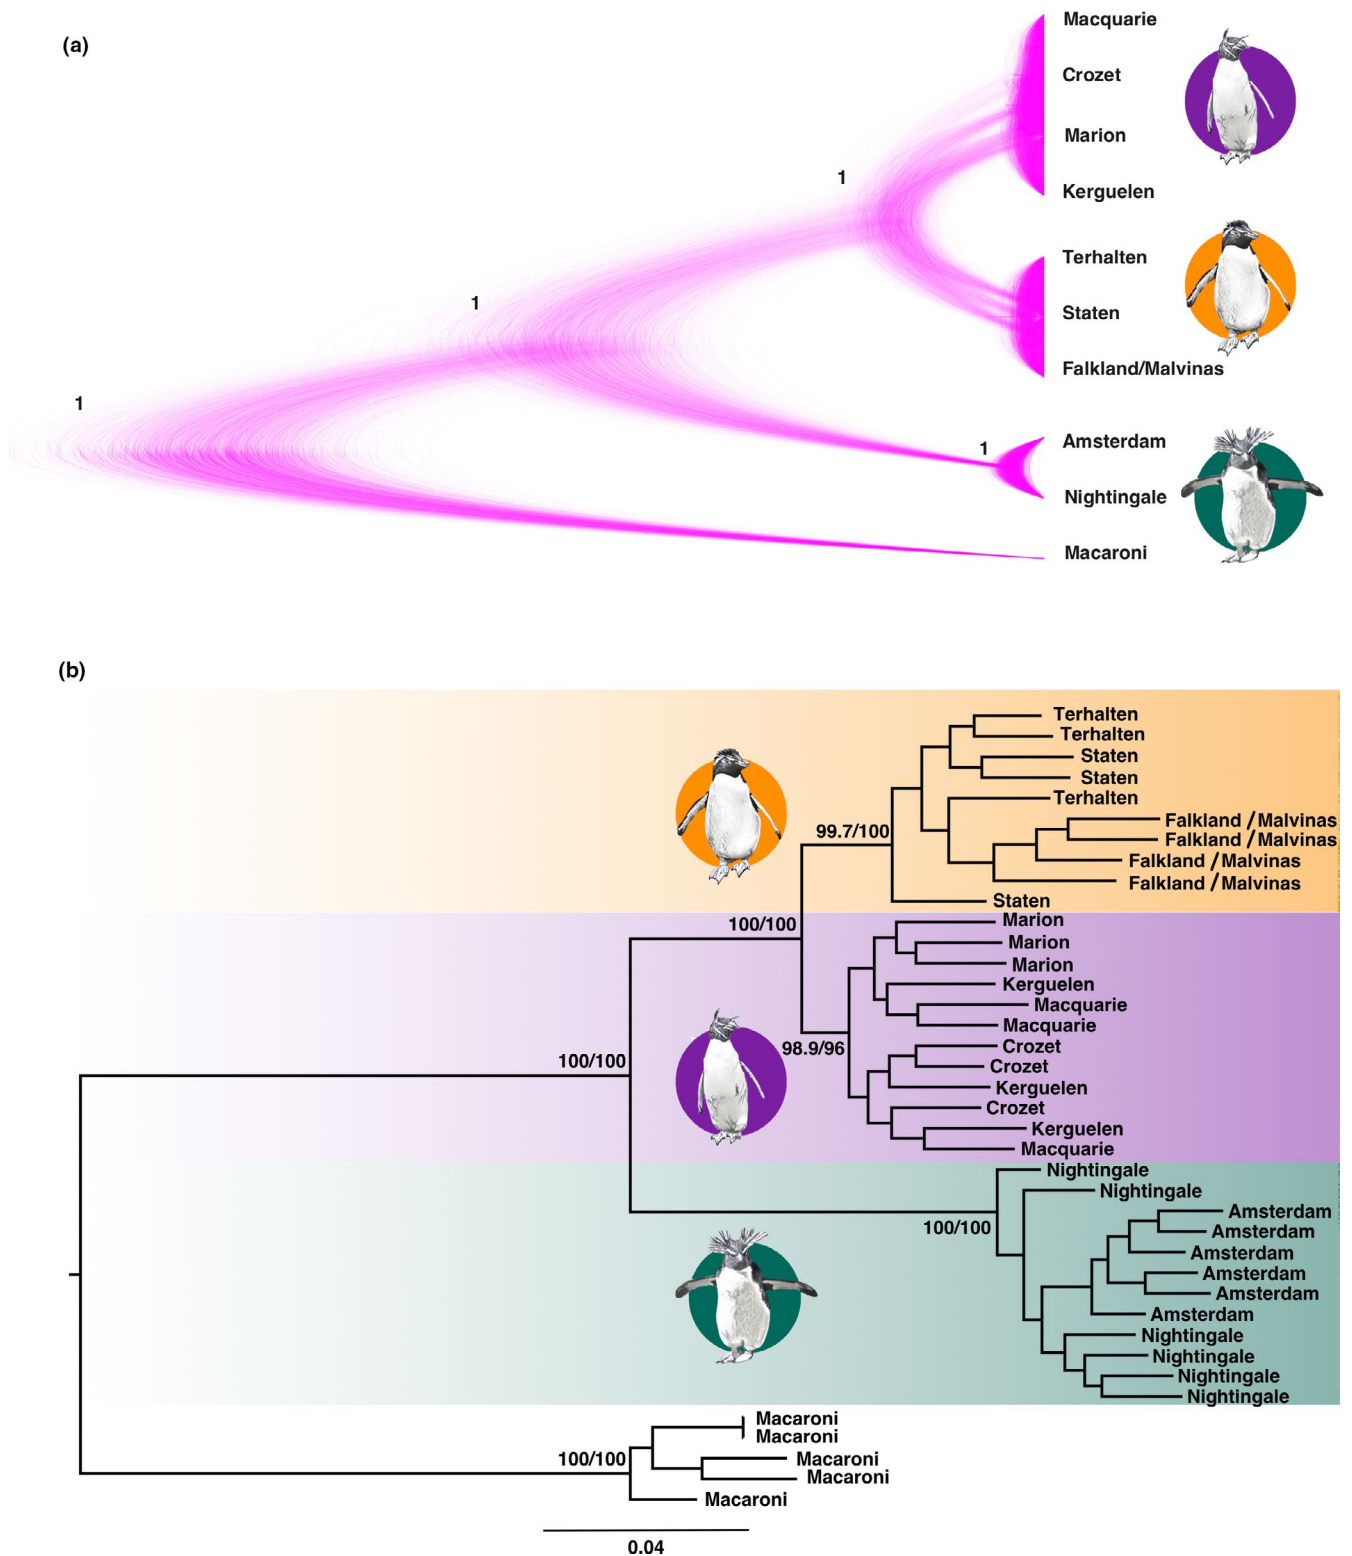 (a)
Macquarie
Crozet
Marion
1
Kerguelen
Terhalten
1
Staten
Falkland/Malvinas
1
Amsterdam
1
Nightingale
Macaroni
(b)
Terhalten
Terhalten
Staten
Staten
Terhalten
Falkland /Malvinas
99.7/100
Falkland /Malvinas
Falkland /Malvinas
Falkland /Malvinas
Staten
Marion
100/100
Marion
Marion
Kerguelen
Macquarie
Macquarie
98.9/96
Crozet
100/100
Crozet
Kerguelen
Crozet
Kerguelen
Macquarie
Nightingale
Nightingale
Amsterdam
100/100
Amsterdam
Amsterdam
Amsterdam
Amsterdam
Amsterdam
Nightingale
Nightingale
Nightingale
Nightingale
Macaroni
Macaroni
100/100
Macaroni
Macaroni
Macaroni
0.04